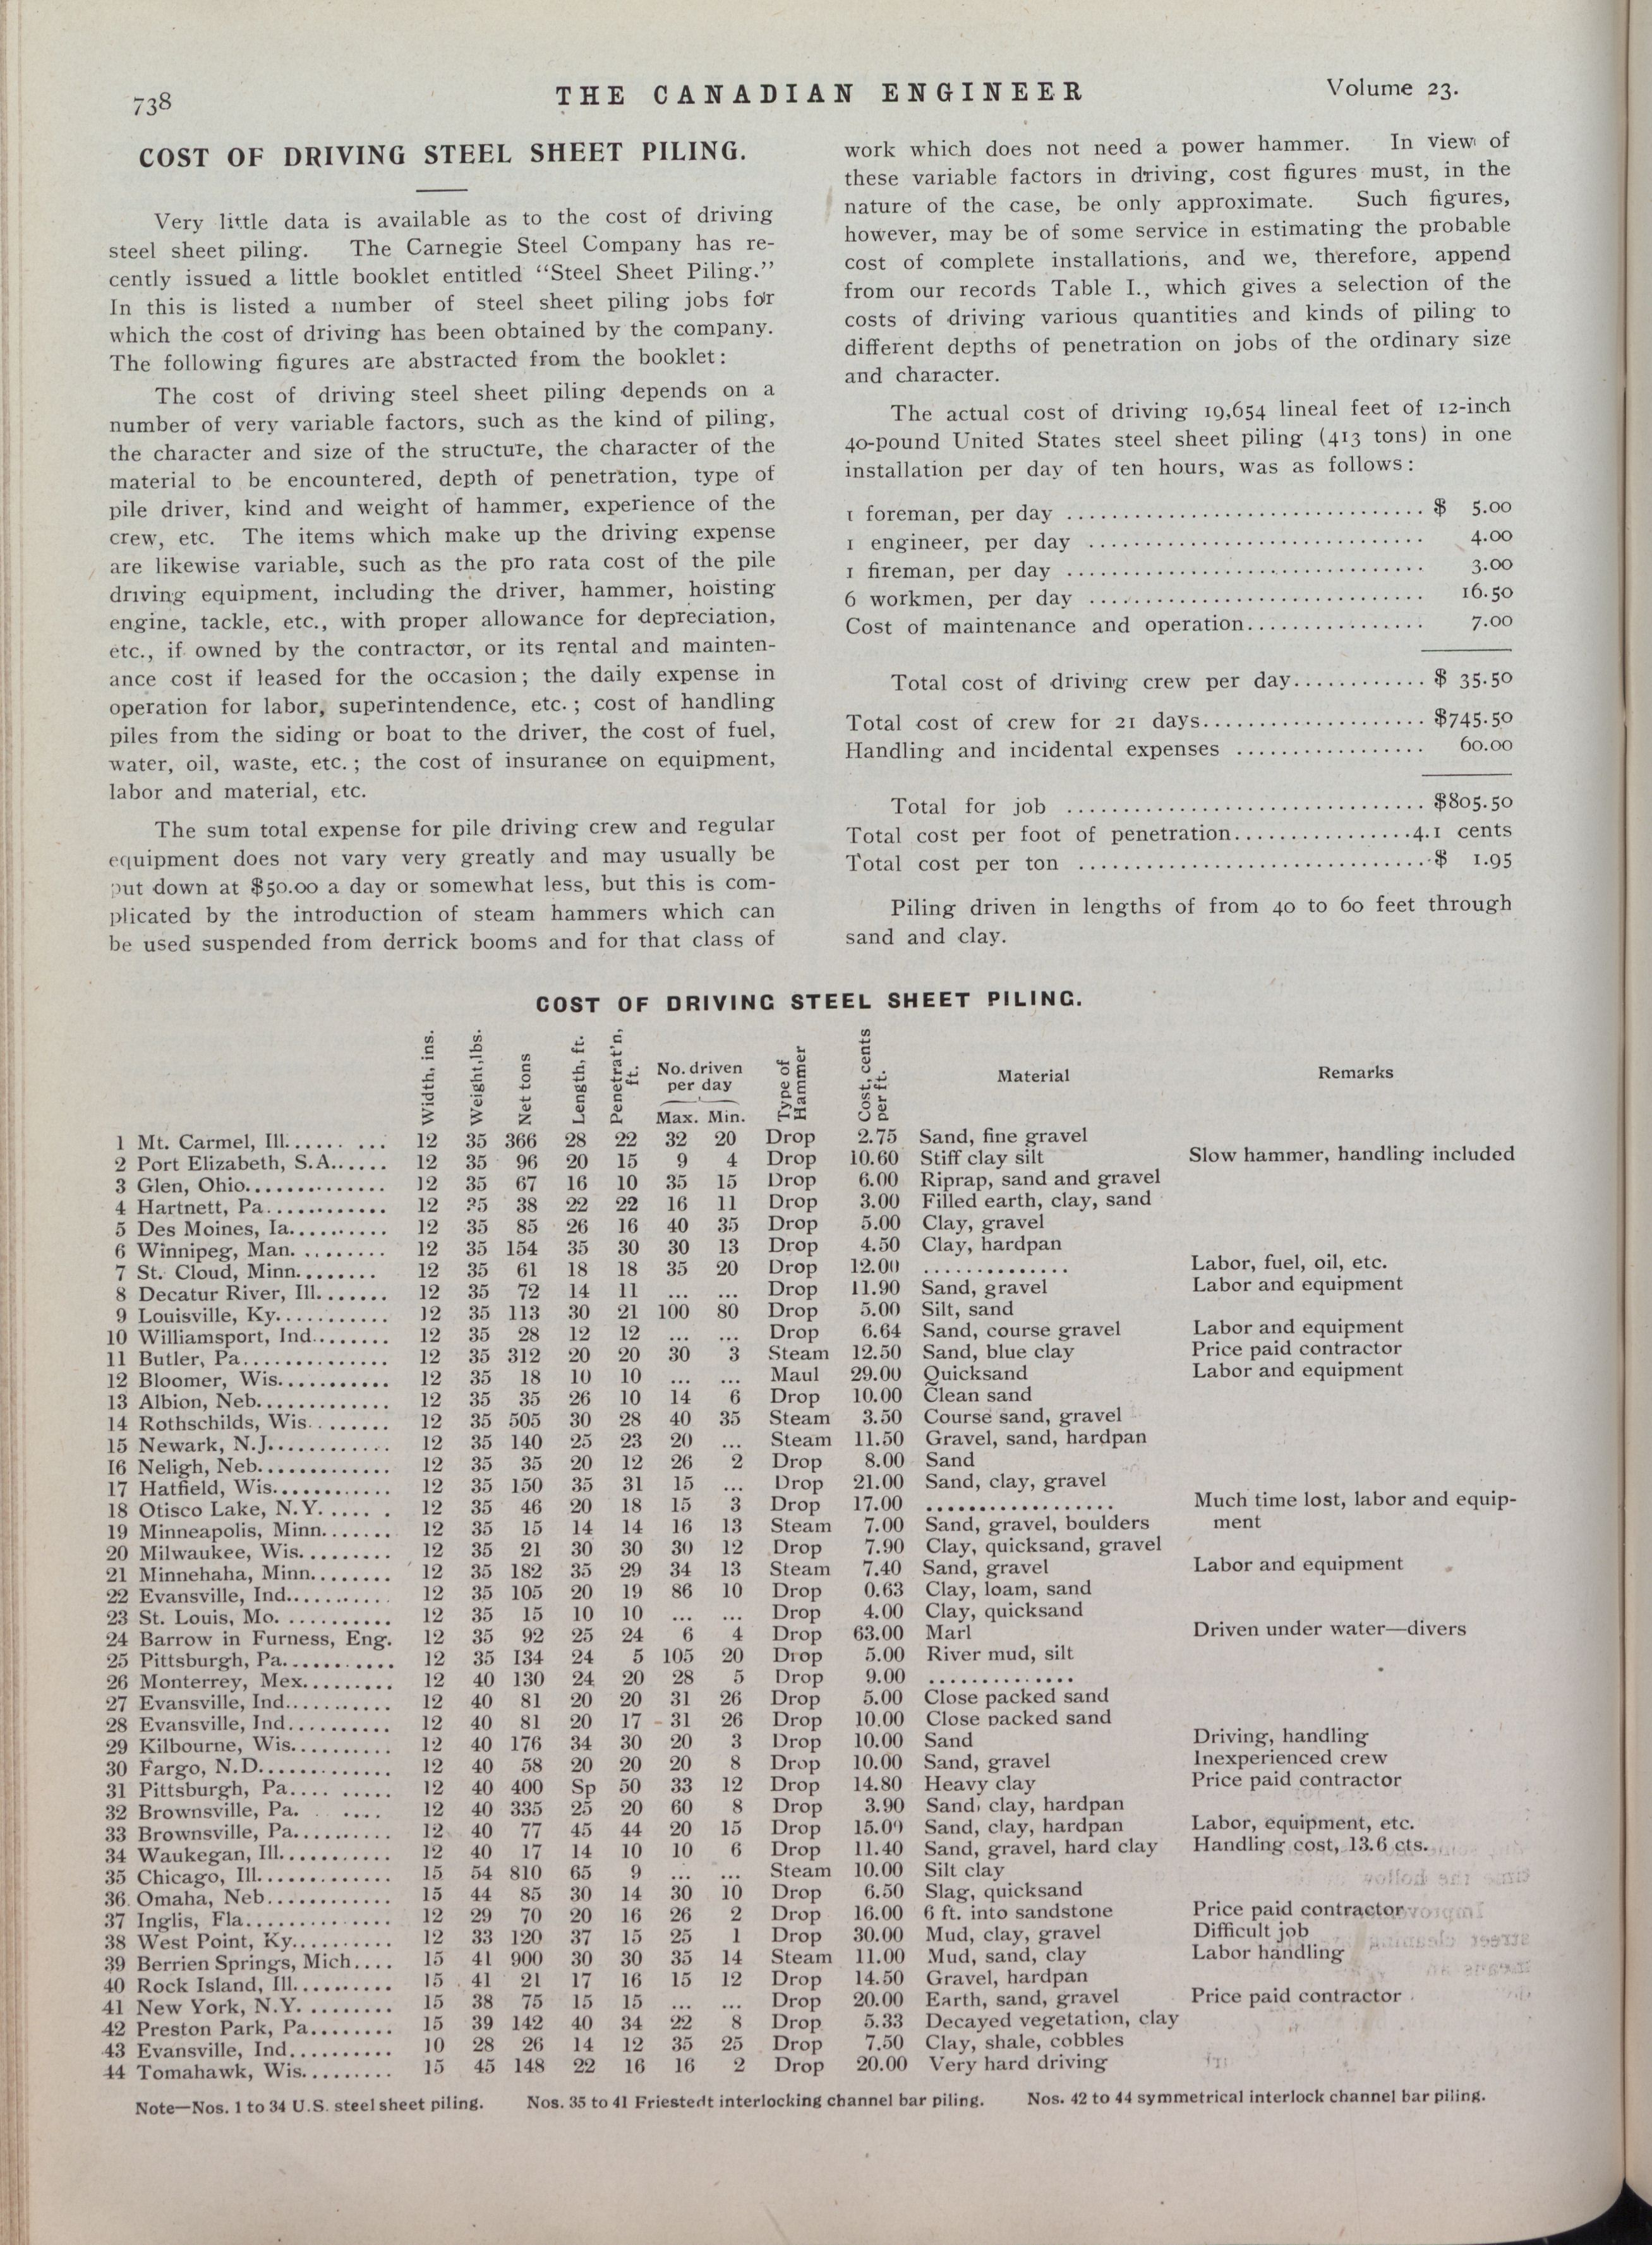 738
THE CANADIAN ENGINEER
Volume 23.
COST OF DRIVING STEEL SHEET PILING.
Very little data is available as to the cost of driving
steel sheet piling. The Carnegie Steel Company has re-
cently issued a little booklet entitled "Steel Sheet Piling."
In this is listed a number of steel sheet piling jobs for
which the cost of driving has been obtained by the company.
The following figures are abstracted from the booklet:
The cost of driving steel sheet piling depends on a
number of very variable factors, such as the kind of piling,
the character and size of the structure, the character of the
material to be encountered, depth of penetration, type of
pile driver, kind and weight of hammer, experience of the
crew, etc. The items which make up the driving expense
are likewise variable, such as the pro rata cost of the pile
driving equipment, including the driver, hammer, hoisting
engine, tackle, etc., with proper allowance for depreciation,
etc., if owned by the contractor, or its rental and mainten-
ance cost if leased for the occasion; the daily expense in
operation for labor, superintendence, etc.; cost of handling
piles from the siding or boat to the driver, the cost of fuel,
water, oil, waste, etc.; the cost of insurance on equipment,
labor and material, etc.
The sum total expense for pile driving crew and regular
equipment does not vary very greatly and may usually be
put down at $50.00 a day or somewhat less, but this is com-
plicated by the introduction of steam hammers which can
be used suspended from derrick booms and for that class of
work which does not need a power hammer. In view of
these variable factors in driving, cost figures must, in the
nature of the case, be only approximate. Such figures,
however, may be of some service in estimating the probable
cost of complete installations, and we, therefore, append
from our records Table I., which gives a selection of the
costs of driving various quantities and kinds of piling to
different depths of penetration on jobs of the ordinary size
and character.
The actual cost of driving 19,654 lineal feet of 12-inch
40-pound United States steel sheet piling (413 tons) in one
installation per day of ten hours, was as follows:
1 foreman, per day ................................ $ 5.00
1 engineer, per day .............................. 4.00
1 fireman, per day ................................ 3.00
6 workmen, per day .............................. 16.50
Cost of maintenance and operation................ 7.00
Total cost of driving crew per day............ $ 35.50
Total cost of crew for 21 days.................... $745.50
Handling and incidental expenses ................. 60.00
Total for job ................................ $805.50
Total cost per foot of penetration................4.1 cents
Total cost per ton ...............................$ 1.95
Piling driven in lengths of from 40 to 60 feet through
sand and clay.
COST OF DRIVING STEEL SHEET PILING.
Width, ins. Weight,lbs. Net tons Length, ft. Penetrat'n, ft. No. driven per day Max. Min. Type of Hammer Cost, cents per ft. Material Remarks
1 Mt. Carmel, Ill...... ... 12 35 366 28 22 32 20 Drop 2.75 Sand, fine gravel
2 Port Elizabeth, S.A...... 12 35 96 20 15 9 4 Drop 10.60 Stiff clay silt Slow hammer, handling included
3 Glen, Ohio.............. 12 35 67 16 10 35 15 Drop 6.00 Riprap, sand and gravel
4 Hartnett, Pa............ 12 35 38 22 22 16 11 Drop 3.00 Filled earth, clay, sand
5 Des Moines, Ia.......... 12 35 85 26 16 40 35 Drop 5.00 Clay, gravel
6 Winnipeg, Man. ........ 12 35 154 35 30 30 13 Drop 4.50 Clay, hardpan
7 St. Cloud, Minn........ 12 35 61 18 18 35 20 Drop 12.00 .............. Labor, fuel, oil, etc.
8 Decatur River, Ill....... 12 35 72 14 11 ... ... Drop 11.90 Sand, gravel Labor and equipment
9 Louisville, Ky........... 12 35 113 30 21 100 80 Drop 5.00 Silt, sand
10 Williamsport, Ind........ 12 35 28 12 12 ... ... Drop 6.64 Sand, course gravel Labor and equipment
11 Butler, Pa.............. 12 35 312 20 20 30 3 Steam 12.50 Sand, blue clay Price paid contractor
12 Bloomer, Wis........... 12 35 18 10 10 ... ... Maul 29.00 Quicksand Labor and equipment
13 Albion, Neb............. 12 35 35 26 10 14 6 Drop 10.00 Clean sand
14 Rothschilds, Wis........ 12 35 505 30 28 40 35 Steam 3.50 Course sand, gravel
15 Newark, N.J............ 12 35 140 25 23 20 ... Steam 11.50 Gravel, sand, hardpan
16 Neligh, Neb............. 12 35 35 20 12 26 2 Drop 8.00 Sand
17 Hatfield, Wis............ 12 35 150 35 31 15 ... Drop 21.00 Sand, clay, gravel
18 Otisco Lake, N.Y..... . 12 35 46 20 18 15 3 Drop 17.00 ................. Much time lost, labor and equip-
19 Minneapolis, Minn....... 12 35 15 14 14 16 13 Steam 7.00 Sand, gravel, boulders ment
20 Milwaukee, Wis......... 12 35 21 30 30 30 12 Drop 7.90 Clay, quicksand, gravel
21 Minnehaha, Minn........ 12 35 182 35 29 34 13 Steam 7.40 Sand, gravel Labor and equipment
22 Evansville, Ind........... 12 35 105 20 19 86 10 Drop 0.63 Clay, loam, sand
23 St. Louis, Mo. .......... 12 35 15 10 10 ... ... Drop 4.00 Clay, quicksand
24 Barrow in Furness, Eng. 12 35 92 25 24 6 4 Drop 63.00 Marl Driven under water—divers
25 Pittsburgh, Pa........... 12 35 134 24 5 105 20 Drop 5.00 River mud, silt
26 Monterrey, Mex......... 12 40 130 24 20 28 5 Drop 9.00 ..............
27 Evansville, Ind........... 12 40 81 20 20 31 26 Drop 5.00 Close packed sand
28 Evansville, Ind.......... 12 40 81 20 17 31 26 Drop 10.00 Close packed sand
29 Kilbourne, Wis.......... 12 40 176 34 30 20 3 Drop 10.00 Sand Driving, handling
30 Fargo, N.D............. 12 40 58 20 20 20 8 Drop 10.00 Sand, gravel Inexperienced crew
31 Pittsburgh, Pa.... ..... 12 40 400 Sp 50 33 12 Drop 14.80 Heavy clay Price paid contractor
32 Brownsville, Pa. . .... 12 40 335 25 20 60 8 Drop 3.90 Sand, clay, hardpan
33 Brownsville, Pa.......... 12 40 77 45 44 20 15 Drop 15.00 Sand, clay, hardpan Labor, equipment, etc.
34 Waukegan, Ill........... 12 40 17 14 10 10 6 Drop 11.40 Sand, gravel, hard clay Handling cost, 13.6 cts.
35 Chicago, Ill............. 15 54 810 65 9 ... ... Steam 10.00 Silt clay
36 Omaha, Neb............ 15 44 85 30 14 30 10 Drop 6.50 Slag, quicksand
37 Inglis, Fla.............. 12 29 70 20 16 26 2 Drop 16.00 6 ft. into sandstone Price paid contractor
38 West Point, Ky.......... 12 33 120 37 15 25 1 Drop 30.00 Mud, clay, gravel Difficult job
39 Berrien Springs, Mich.... 15 41 900 30 30 35 14 Steam 11.00 Mud, sand, clay Labor handling
40 Rock Island, Ill.......... 15 41 21 17 16 15 12 Drop 14.50 Gravel, hardpan
41 New York, N.Y. ......... 15 38 75 15 15 ... ... Drop 20.00 Earth, sand, gravel Price paid contractor
42 Preston Park, Pa........ 15 39 142 40 34 22 8 Drop 5.33 Decayed vegetation, clay
43 Evansville, Ind.......... 10 28 26 14 12 35 25 Drop 7.50 Clay, shale, cobbles
44 Tomahawk, Wis......... 15 45 148 22 16 16 2 Drop 20.00 Very hard driving
Note—Nos. 1 to 34 U.S. steel sheet piling. Nos. 35 to 41 Friestedt interlocking channel bar piling. Nos. 42 to 44 symmetrical interlock channel bar piling.